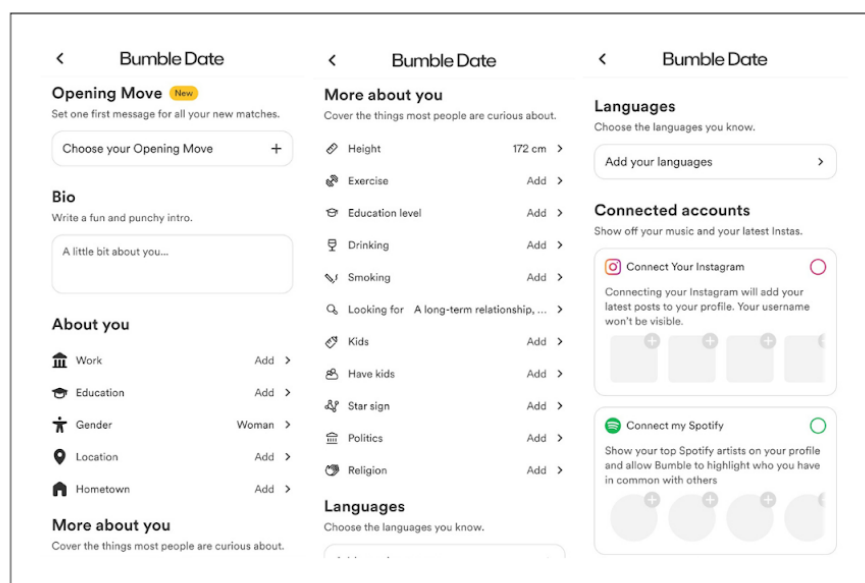 Bumble Date
Opening Move New
Set one first message for all your new matches.
Choose your Opening Move
Bio
Write a fun and punchy intro.
A little bit about you...
About you
Work Add
Education Add
Gender Woman
Location Add
Hometown Add
More about you
Cover the things most people are curious about.
Bumble Date
More about you
Cover the things most people are curious about.
Height 172 cm
Exercise Add
Education level Add
Drinking Add
Smoking Add
Looking for A long-term relationship, ...
Kids Add
Have kids Add
Star sign Add
Politics Add
Religion Add
Languages
Choose the languages you know.
Bumble Date
Languages
Choose the languages you know.
Add your languages
Connected accounts
Show off your music and your latest Instas.
Connect Your Instagram
Connecting your Instagram will add your
latest posts to your profile. Your username
won't be visible.
Connect my Spotify
Show your top Spotify artists on your profile
and allow Bumble to highlight who you have
in common with others